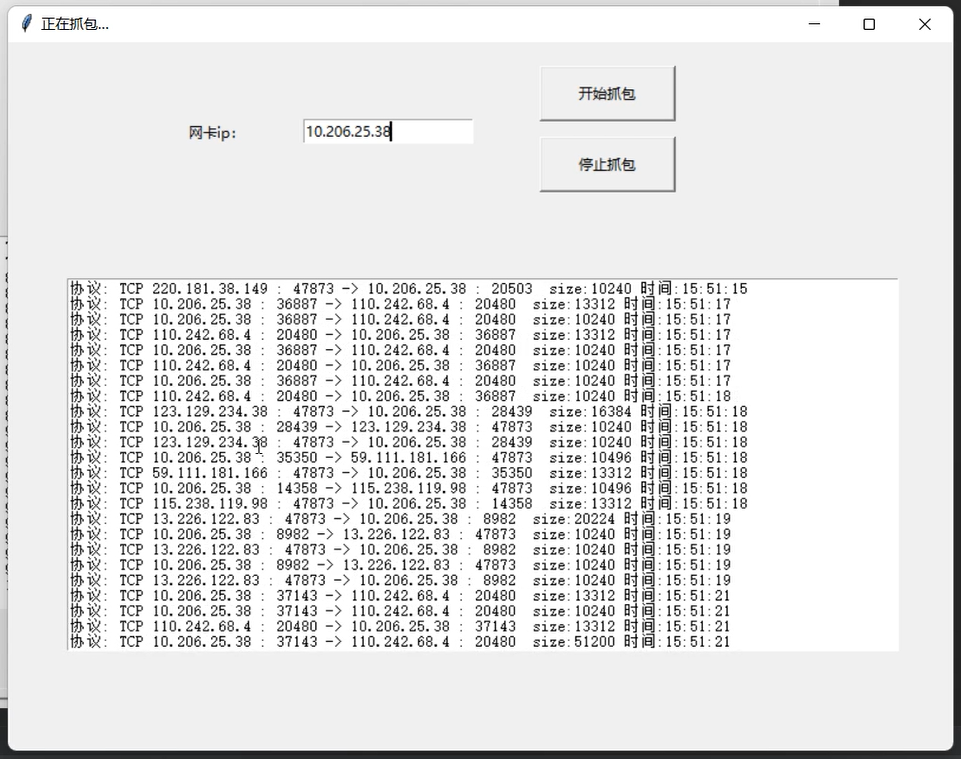 正在抓包...
开始抓包
网卡ip:
10.206.25.38
停止抓包
协议: TCP 220.181.38.149 : 47873 -> 10.206.25.38 : 20503 size:10240 时间:15:51:15
协议: TCP 10.206.25.38 : 36887 -> 110.242.68.4 : 20480 size:13312 时间:15:51:17
协议: TCP 10.206.25.38 : 36887 -> 110.242.68.4 : 20480 size:10240 时间:15:51:17
协议: TCP 110.242.68.4 : 20480 -> 10.206.25.38 : 36887 size:13312 时间:15:51:17
协议: TCP 10.206.25.38 : 36887 -> 110.242.68.4 : 20480 size:10240 时间:15:51:17
协议: TCP 110.242.68.4 : 20480 -> 10.206.25.38 : 36887 size:10240 时间:15:51:17
协议: TCP 10.206.25.38 : 36887 -> 110.242.68.4 : 20480 size:10240 时间:15:51:17
协议: TCP 110.242.68.4 : 20480 -> 10.206.25.38 : 36887 size:10240 时间:15:51:18
协议: TCP 123.129.234.38 : 47873 -> 10.206.25.38 : 28439 size:16384 时间:15:51:18
协议: TCP 10.206.25.38 : 28439 -> 123.129.234.38 : 47873 size:10240 时间:15:51:18
协议: TCP 123.129.234.38 : 47873 -> 10.206.25.38 : 28439 size:10240 时间:15:51:18
协议: TCP 10.206.25.38 : 35350 -> 59.111.181.166 : 47873 size:10496 时间:15:51:18
协议: TCP 59.111.181.166 : 47873 -> 10.206.25.38 : 35350 size:13312 时间:15:51:18
协议: TCP 10.206.25.38 : 14358 -> 115.238.119.98 : 47873 size:10496 时间:15:51:18
协议: TCP 115.238.119.98 : 47873 -> 10.206.25.38 : 14358 size:13312 时间:15:51:18
协议: TCP 13.226.122.83 : 47873 -> 10.206.25.38 : 8982 size:20224 时间:15:51:19
协议: TCP 10.206.25.38 : 8982 -> 13.226.122.83 : 47873 size:10240 时间:15:51:19
协议: TCP 13.226.122.83 : 47873 -> 10.206.25.38 : 8982 size:10240 时间:15:51:19
协议: TCP 10.206.25.38 : 8982 -> 13.226.122.83 : 47873 size:10240 时间:15:51:19
协议: TCP 13.226.122.83 : 47873 -> 10.206.25.38 : 8982 size:10240 时间:15:51:19
协议: TCP 10.206.25.38 : 37143 -> 110.242.68.4 : 20480 size:13312 时间:15:51:21
协议: TCP 10.206.25.38 : 37143 -> 110.242.68.4 : 20480 size:10240 时间:15:51:21
协议: TCP 110.242.68.4 : 20480 -> 10.206.25.38 : 37143 size:13312 时间:15:51:21
协议: TCP 10.206.25.38 : 37143 -> 110.242.68.4 : 20480 size:51200 时间:15:51:21